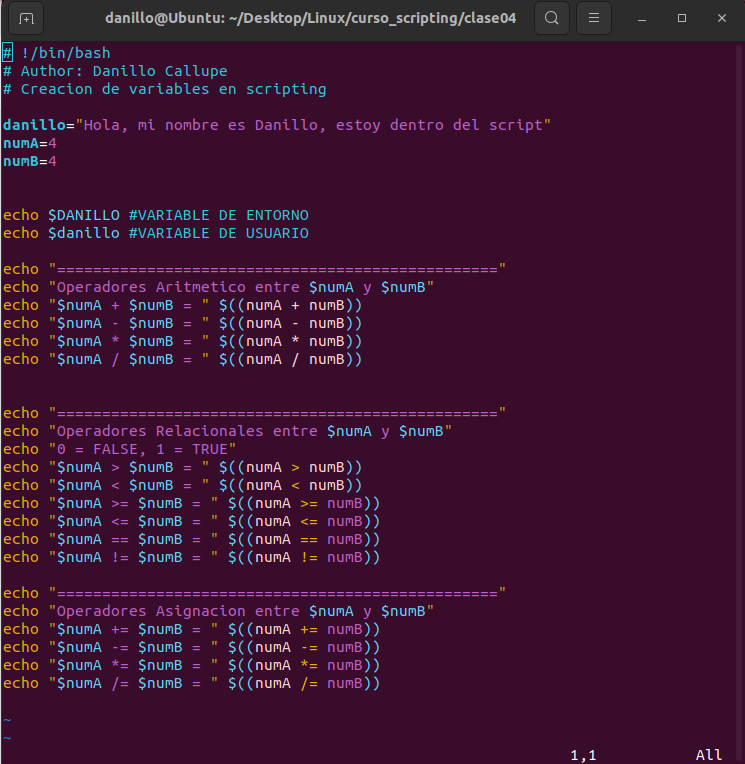 danillo@Ubuntu: ~/Desktop/Linux/curso_scripting/clase04
# !/bin/bash
# Author: Danillo Callupe
# Creacion de variables en scripting
danillo="Hola, mi nombre es Danillo, estoy dentro del script"
numA=4
numB=4
echo $DANILLO #VARIABLE DE ENTORNO
echo $danillo #VARIABLE DE USUARIO
echo "================================================="
echo "Operadores Aritmetico entre $numA y $numB"
echo "$numA + $numB = " $((numA + numB))
echo "$numA - $numB = " $((numA - numB))
echo "$numA * $numB = " $((numA * numB))
echo "$numA / $numB = " $((numA / numB))
echo "================================================="
echo "Operadores Relacionales entre $numA y $numB"
echo "0 = FALSE, 1 = TRUE"
echo "$numA > $numB = " $((numA > numB))
echo "$numA < $numB = " $((numA < numB))
echo "$numA >= $numB = " $((numA >= numB))
echo "$numA <= $numB = " $((numA <= numB))
echo "$numA == $numB = " $((numA == numB))
echo "$numA != $numB = " $((numA != numB))
echo "================================================="
echo "Operadores Asignacion entre $numA y $numB"
echo "$numA += $numB = " $((numA += numB))
echo "$numA -= $numB = " $((numA -= numB))
echo "$numA *= $numB = " $((numA *= numB))
echo "$numA /= $numB = " $((numA /= numB))
~
~
1,1 All